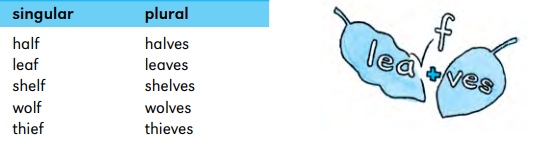 singular plural
half halves
leaf leaves
shelf shelves
wolf wolves
thief thieves
f
lea + ves